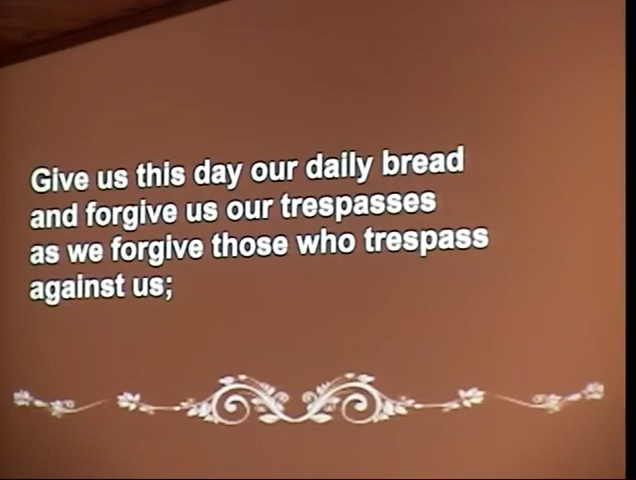 Give us this day our daily bread
and forgive us our trespasses
as we forgive those who trespass
against us;